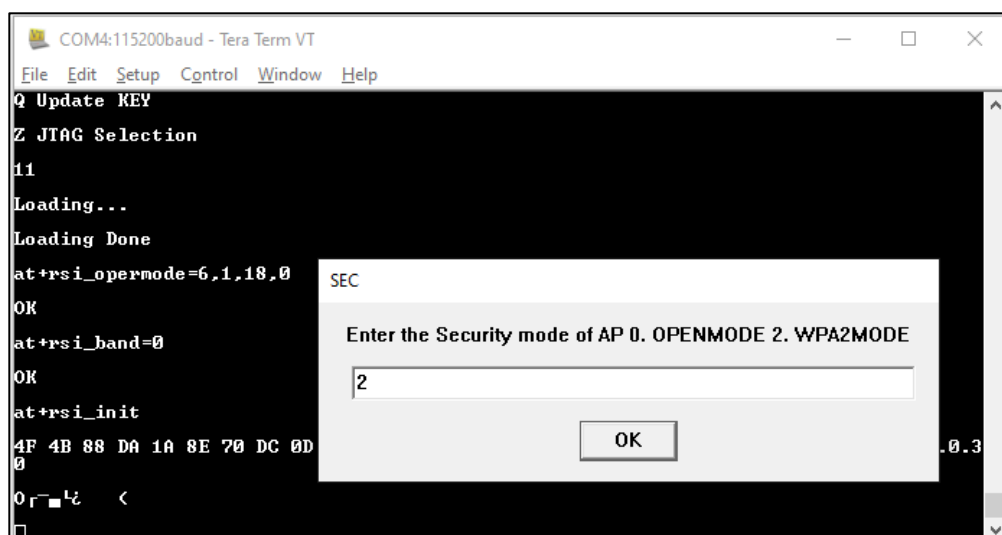 COM4:115200baud - Tera Term VT
File Edit Setup Control Window Help
Q Update KEY
Z JTAG Selection
11
Loading...
Loading Done
at+rsi_opermode=6,1,18,0
OK
at+rsi_band=0
OK
at+rsi_init
4F 4B 88 DA 1A 8E 70 DC 0D
.0.3
0
SEC
Enter the Security mode of AP 0. OPENMODE 2. WPA2MODE
2
OK